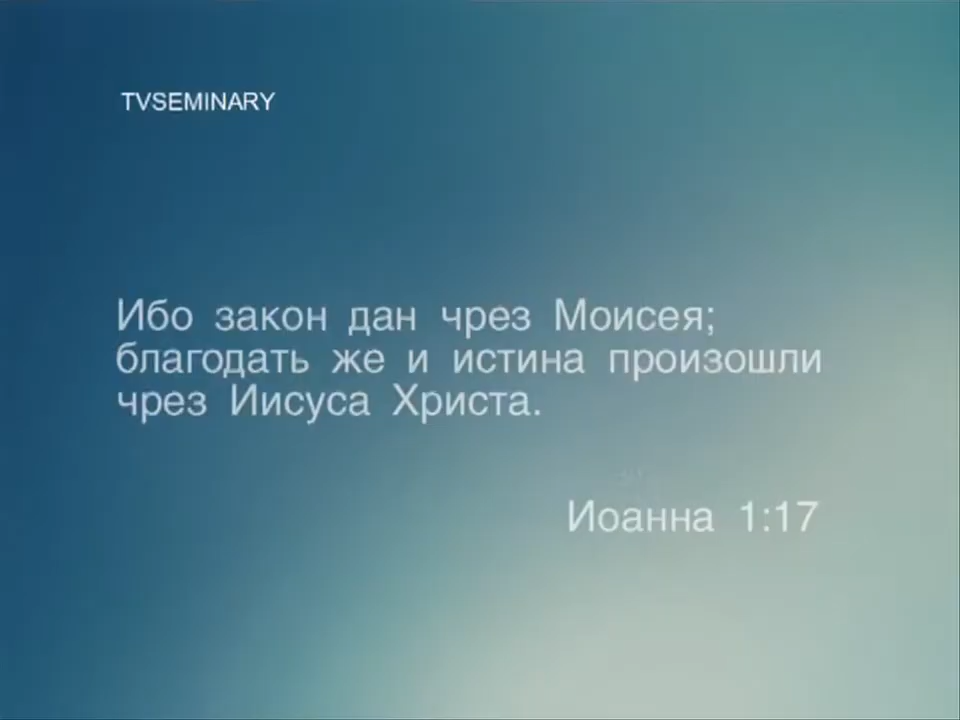 TVSEMINARY
Ибо закон дан чрез Моисея;
благодать же и истина произошли
чрез Иисуса Христа.
Иоанна 1:17